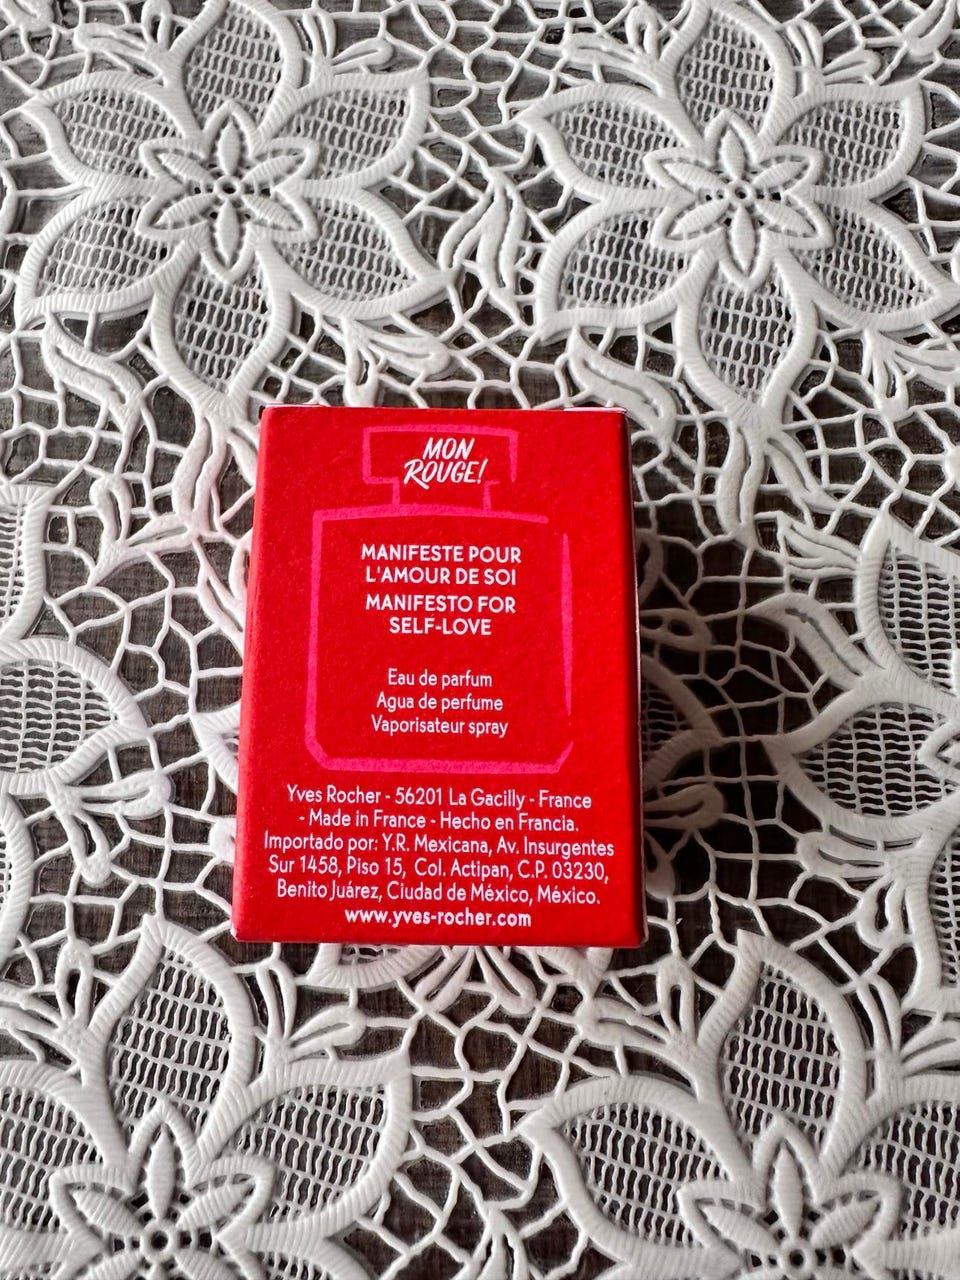 MON
ROUGE!
MANIFESTE POUR
L'AMOUR DE SOI
MANIFESTO FOR
SELF-LOVE
Eau de parfum
Agua de perfume
Vaporisateur spray
Yves Rocher - 56201 La Gacilly - France
- Made in France - Hecho en Francia.
Importado por: Y.R. Mexicana, Av. Insurgentes
Sur 1458, Piso 15, Col. Actipan, C.P. 03230,
Benito Juárez, Ciudad de México, México.
www.yves-rocher.com